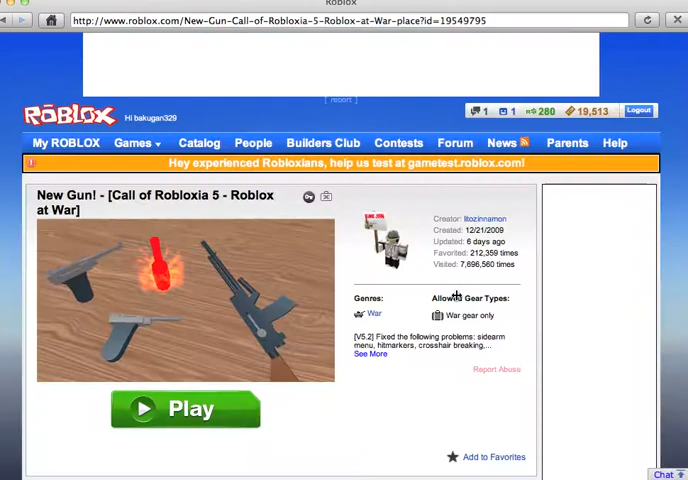 Roblox
http://www.roblox.com/New-Gun-Call-of-Robloxia-5-Roblox-at-War-place?id=19549795
[ report ]
ROBLOX Hi bakugan329 1 1 R$ 280 19,513 Logout
My ROBLOX Games Catalog People Builders Club Contests Forum News Parents Help
Hey experienced Robloxians, help us test at gametest.roblox.com!
New Gun! - [Call of Robloxia 5 - Roblox
at War]
Creator: litozinnamon
Created: 12/21/2009
Updated: 6 days ago
Favorited: 212,359 times
Visited: 7,696,560 times
Genres: Allowed Gear Types:
War War gear only
[V5.2] Fixed the following problems: sidearm
menu, hitmarkers, crosshair breaking,...
See More
Report Abuse
Play
Add to Favorites
Chat